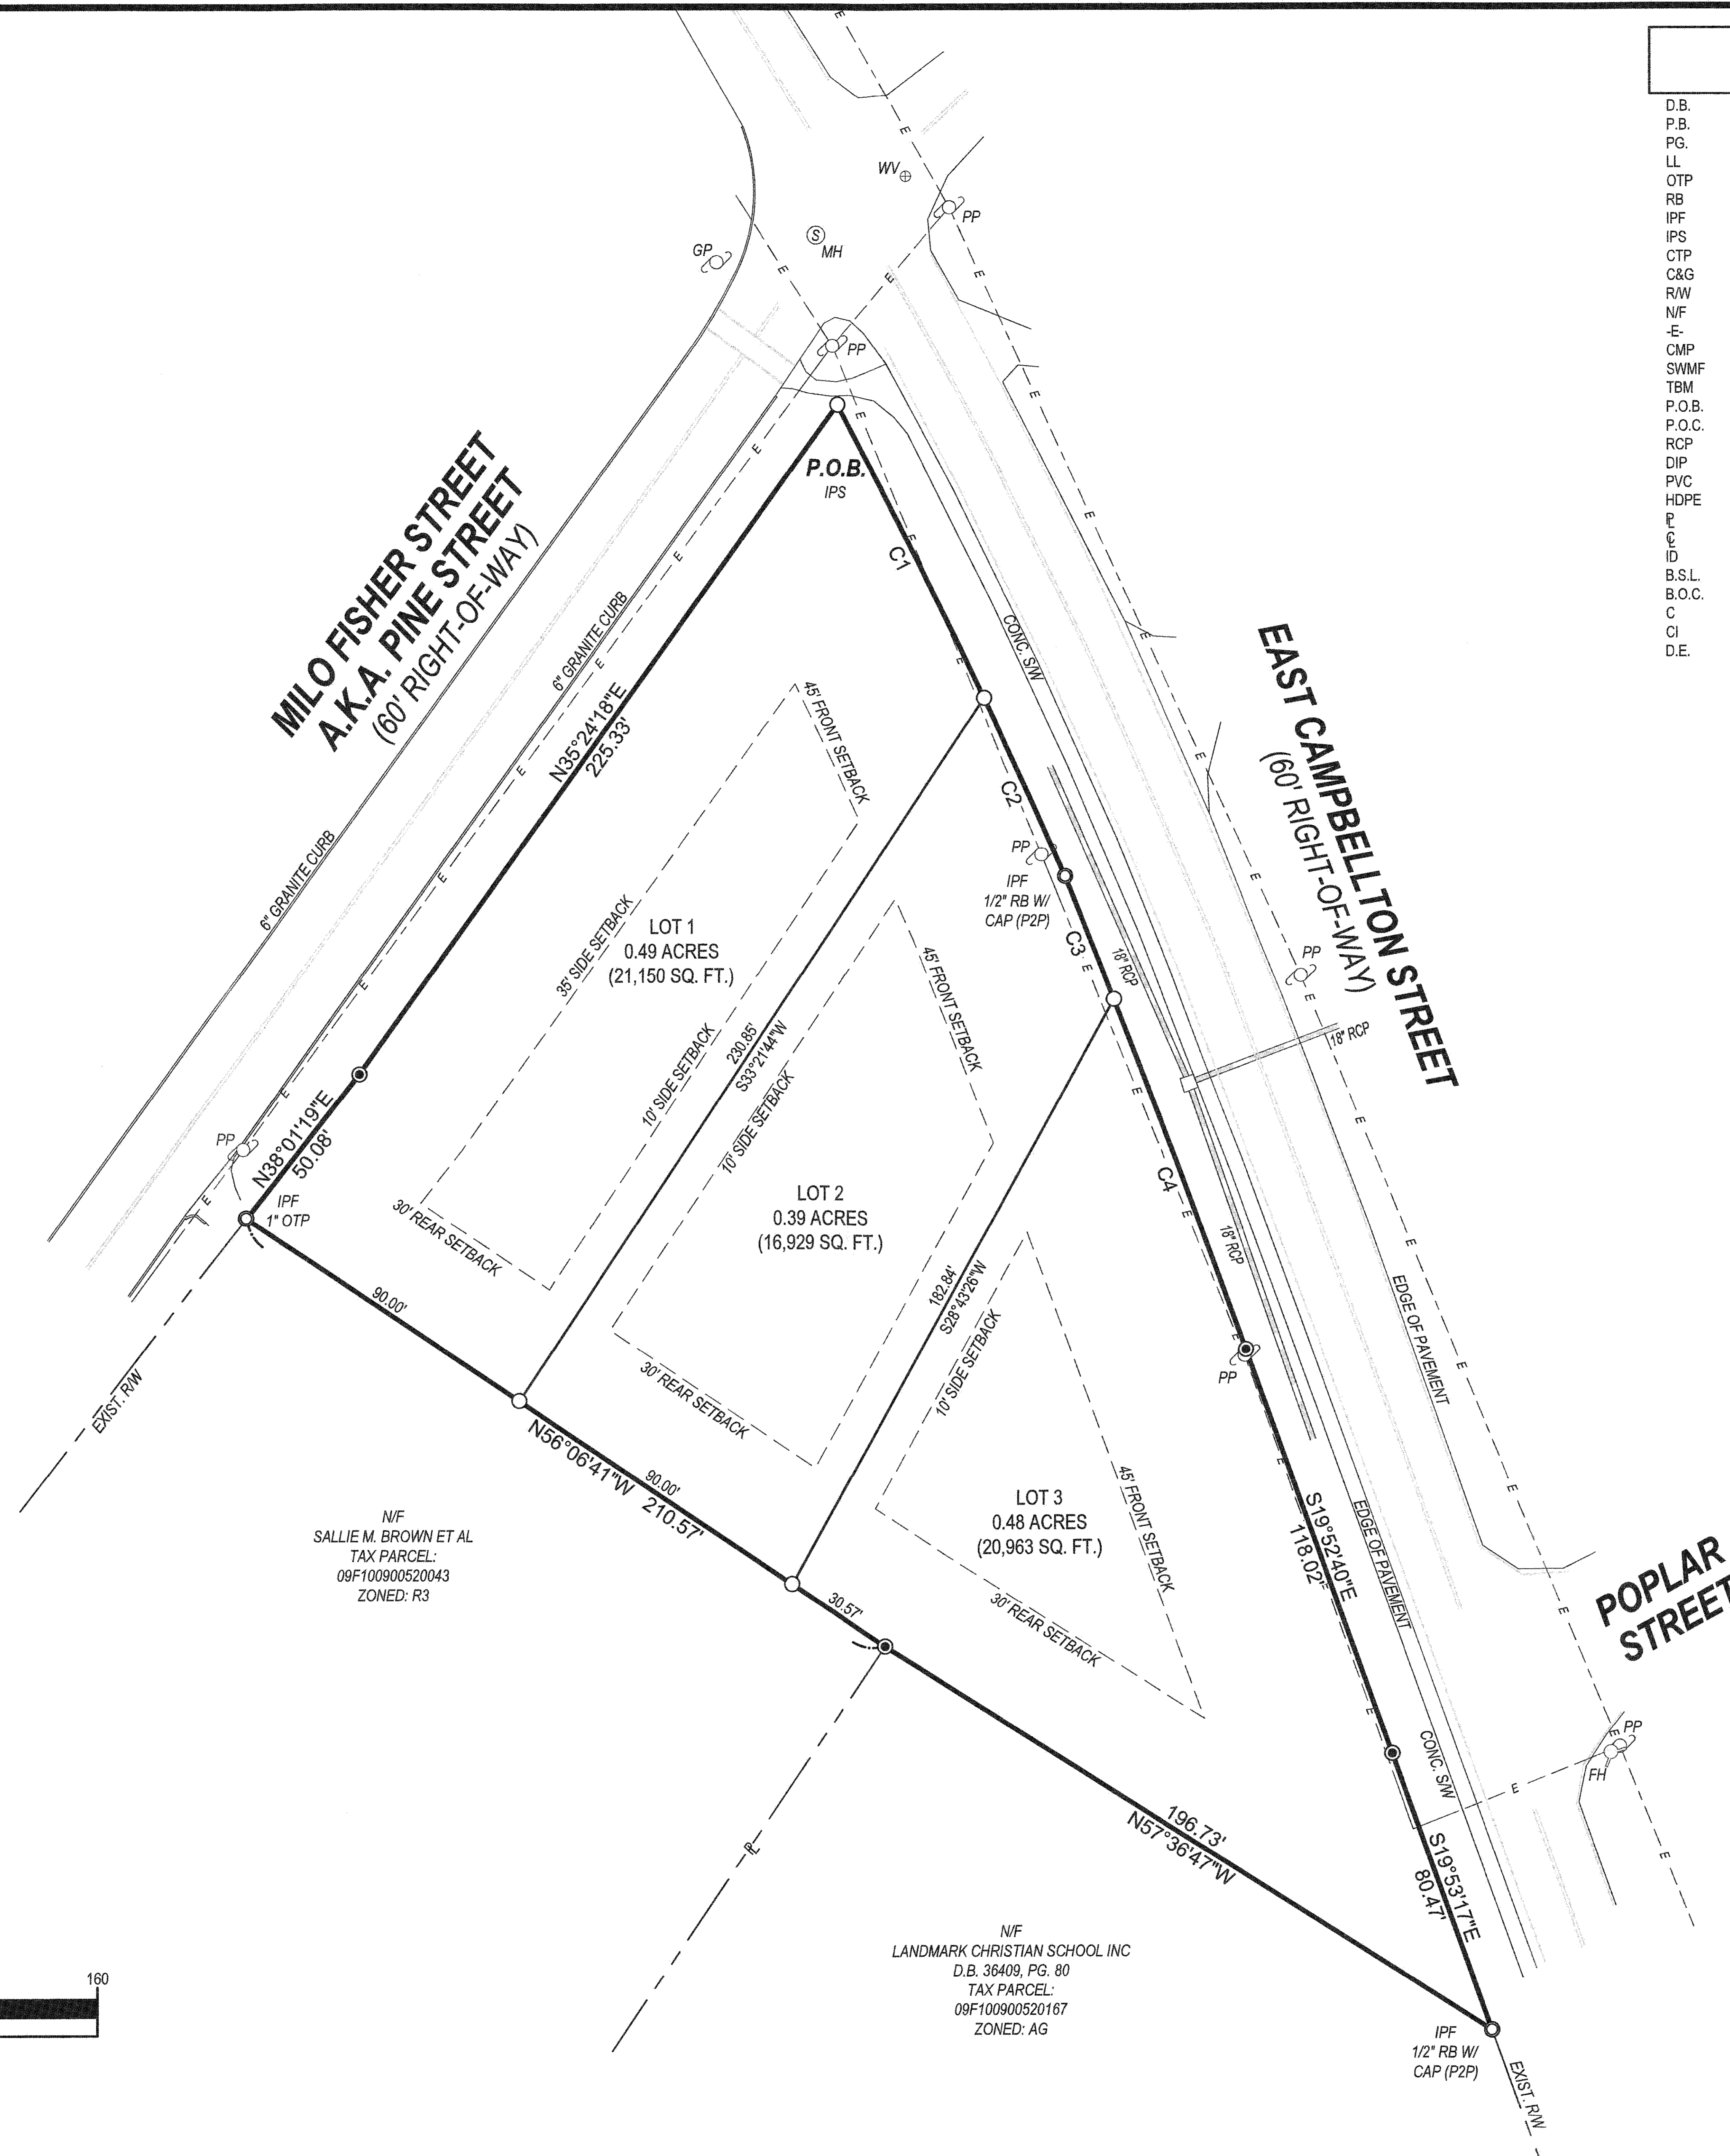 D.B.
P.B.
PG.
LL
OTP
RB
IPF
IPS
CTP
C&G
R/W
N/F
-E-
CMP
SWMF
TBM
P.O.B.
P.O.C.
RCP
DIP
PVC
HDPE
ID
B.S.L.
B.O.C.
C
CI
D.E.
E
E
WV
PP
GP
S
MH
E
E
E
PP
E
E
P.O.B.
IPS
E
E
C1
E
E
MILO FISHER STREET
A.K.A. PINE STREET
(60' RIGHT-OF-WAY)
6" GRANITE CURB
6" GRANITE CURB
N35°24'18"E
225.33'
CONC. S/W
E
E
E
E
EAST CAMPBELLTON STREET
(60' RIGHT-OF-WAY)
45' FRONT SETBACK
C2
E
PP
IPF
1/2" RB W/
CAP (P2P)
E
LOT 1
0.49 ACRES
(21,150 SQ. FT.)
35' SIDE SETBACK
10' SIDE SETBACK
230.85'
S33°21'44"W
10' SIDE SETBACK
45' FRONT SETBACK
C3
E
18" RCP
PP
E
18" RCP
E
E
E
E
N38°01'19"E
50.08'
PP
E
IPF
1" OTP
30' REAR SETBACK
LOT 2
0.39 ACRES
(16,929 SQ. FT.)
C4
E
E
18" RCP
182.84'
S28°43'26"W
10' SIDE SETBACK
90.00'
EXIST. R/W
30' REAR SETBACK
E
PP
EDGE OF PAVEMENT
E
N56°06'41"W 210.57'
90.00'
LOT 3
0.48 ACRES
(20,963 SQ. FT.)
45' FRONT SETBACK
E
E
S19°52'40"E
118.02'
E
EDGE OF PAVEMENT
N/F
SALLIE M. BROWN ET AL
TAX PARCEL:
09F100900520043
ZONED: R3
30.57'
30' REAR SETBACK
POPLAR
STREET
E
E
E
PP
FH
CONC. S/W
E
E
196.73'
N57°36'47"W
S19°53'17"E
80.47'
N/F
LANDMARK CHRISTIAN SCHOOL INC
D.B. 36409, PG. 80
TAX PARCEL:
09F100900520167
ZONED: AG
160
IPF
1/2" RB W/
CAP (P2P)
EXIST. R/W